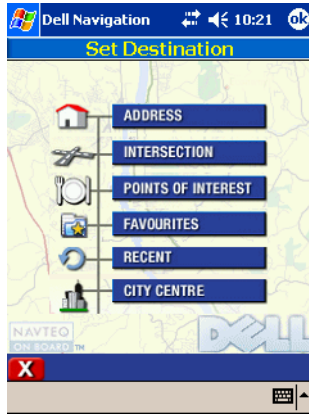 Dell Navigation 10:21 ok
Set Destination
ADDRESS
INTERSECTION
POINTS OF INTEREST
FAVOURITES
RECENT
CITY CENTRE
NAVTEQ
ON BOARD TM
DELL
X